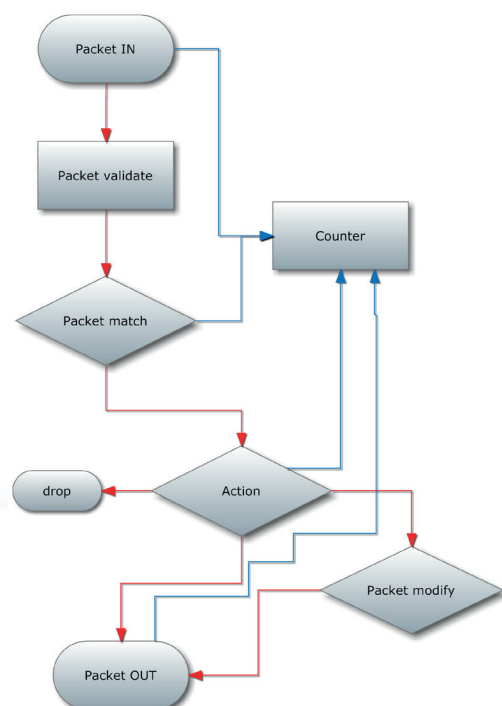 Packet IN
Packet validate
Counter
Packet match
Action
drop
Packet modify
Packet OUT